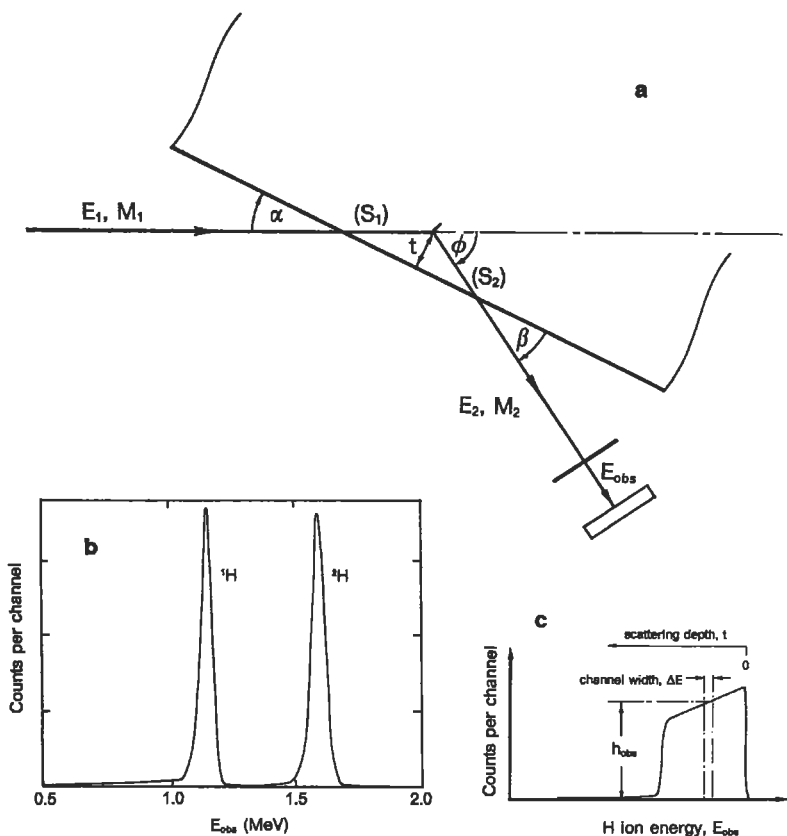 a
E₁, M₁
α
(S₁)
t
ϕ
(S₂)
β
E₂, M₂
E_obs
b
¹H
²H
Counts per channel
0.5
1.0
1.5
2.0
E_obs (MeV)
c
scattering depth, t
0
channel width, ΔE
h_obs
Counts per channel
H ion energy, E_obs